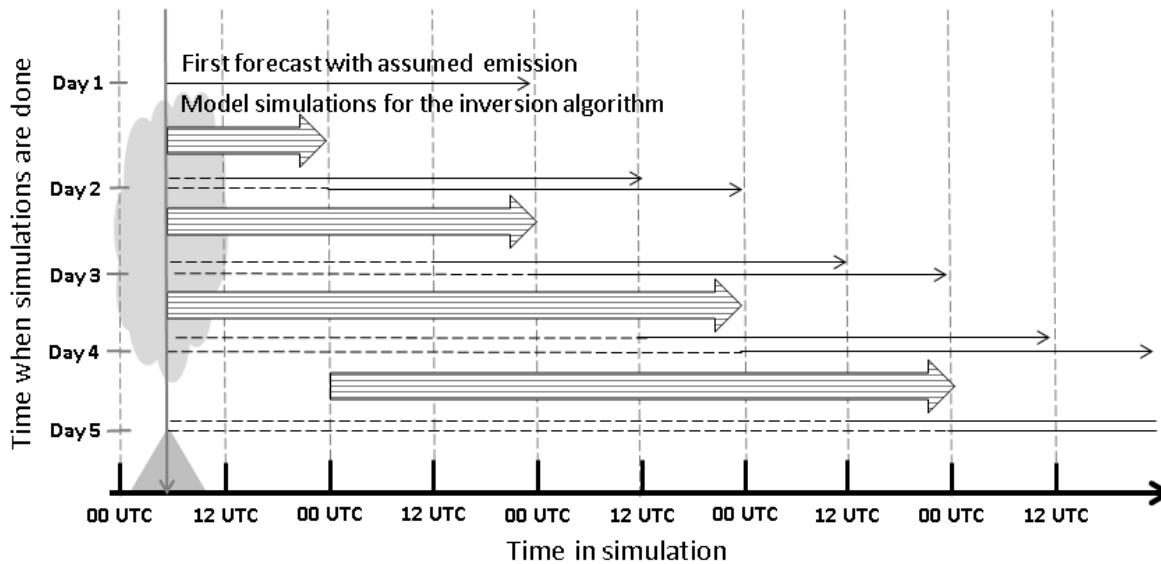 First forecast with assumed emission
Day 1
Model simulations for the inversion algorithm
Day 2
Day 3
Day 4
Day 5
Time when simulations are done
00 UTC 12 UTC 00 UTC 12 UTC 00 UTC 12 UTC 00 UTC 12 UTC 00 UTC 12 UTC
Time in simulation